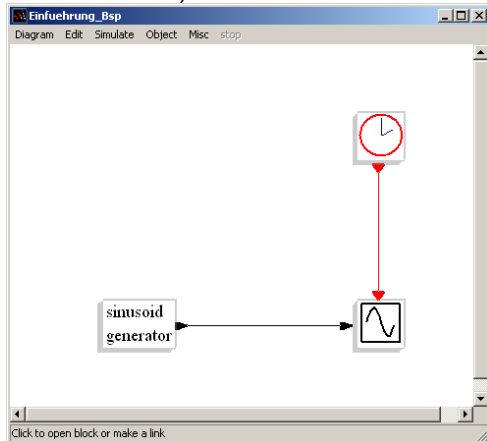 Einfuehrung_Bsp
Diagram Edit Simulate Object Misc stop
sinusoid
generator
Click to open block or make a link